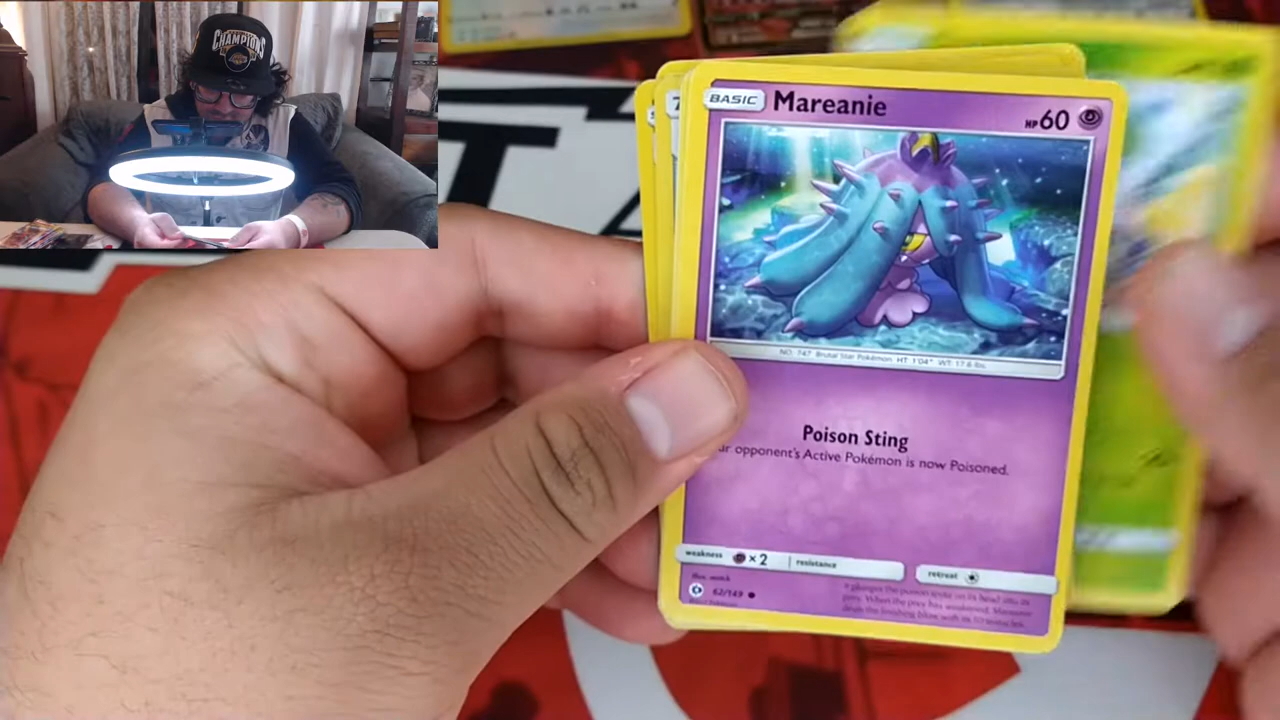 CHAMPIONS
BASIC Mareanie HP60
NO. 747 Brutal Star Pokémon HT: 1'04" WT: 17.6 lbs.
Poison Sting
opponent's Active Pokémon is now Poisoned.
weakness ×2 resistance retreat
62/149